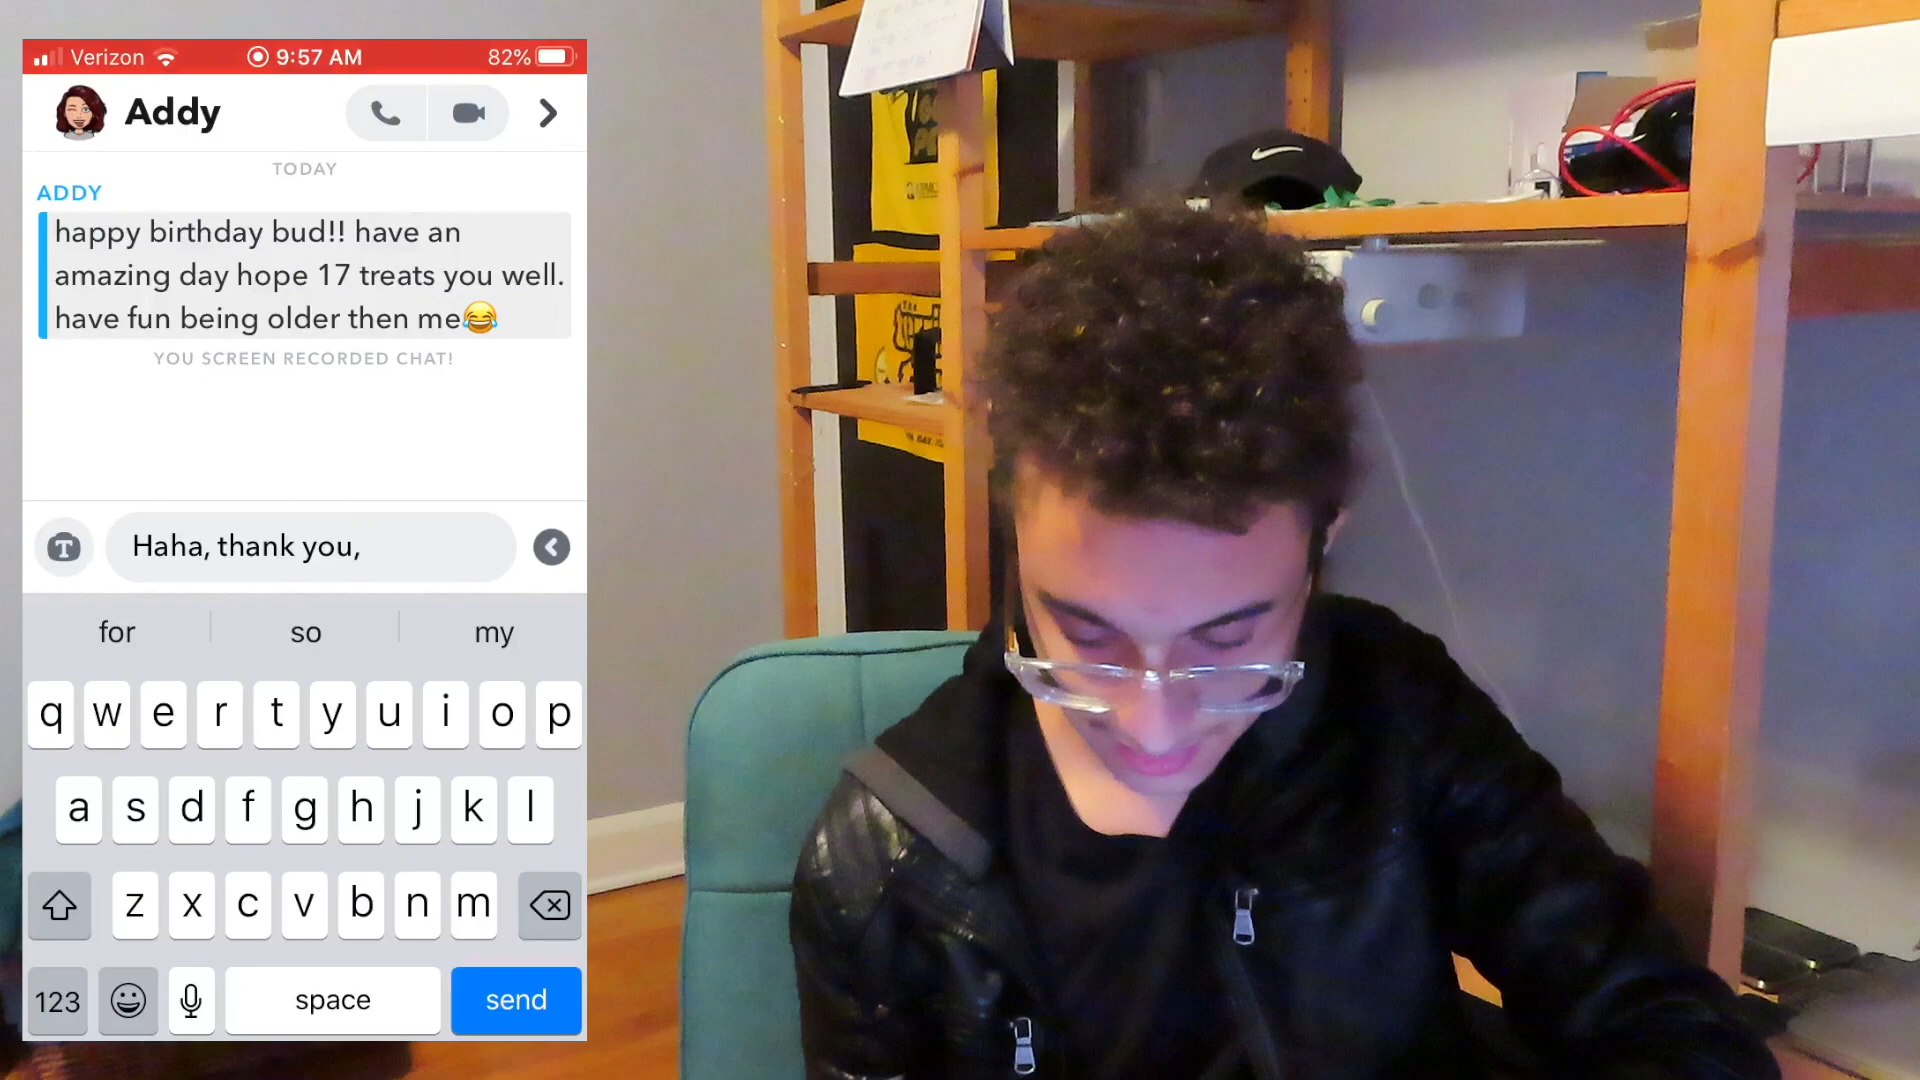 Verizon 9:57 AM 82%
Addy
TODAY
ADDY
happy birthday bud!! have an
amazing day hope 17 treats you well.
have fun being older then me😂
YOU SCREEN RECORDED CHAT!
T Haha, thank you,
for so my
q w e r t y u i o p
a s d f g h j k l
z x c v b n m
123 space send